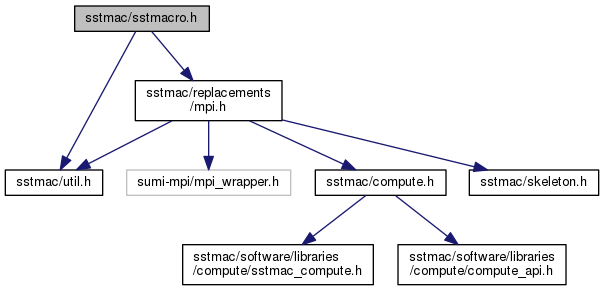 sstmac/sstmacro.h
sstmac/replacements
/mpi.h
sstmac/util.h
sumi-mpi/mpi_wrapper.h
sstmac/compute.h
sstmac/skeleton.h
sstmac/software/libraries
/compute/sstmac_compute.h
sstmac/software/libraries
/compute/compute_api.h